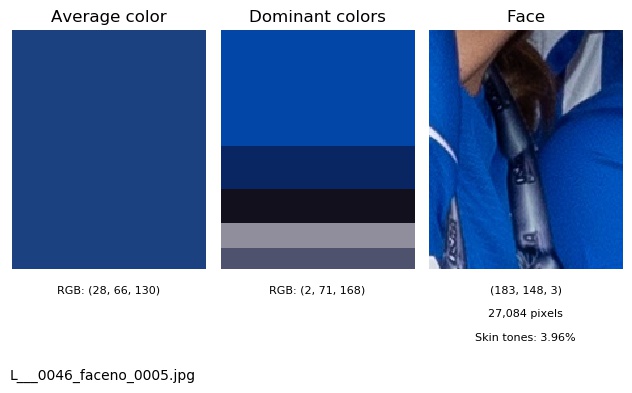 Average color
Dominant colors
Face
RGB: (28, 66, 130)
RGB: (2, 71, 168)
(183, 148, 3)
27,084 pixels
Skin tones: 3.96%
L___0046_faceno_0005.jpg